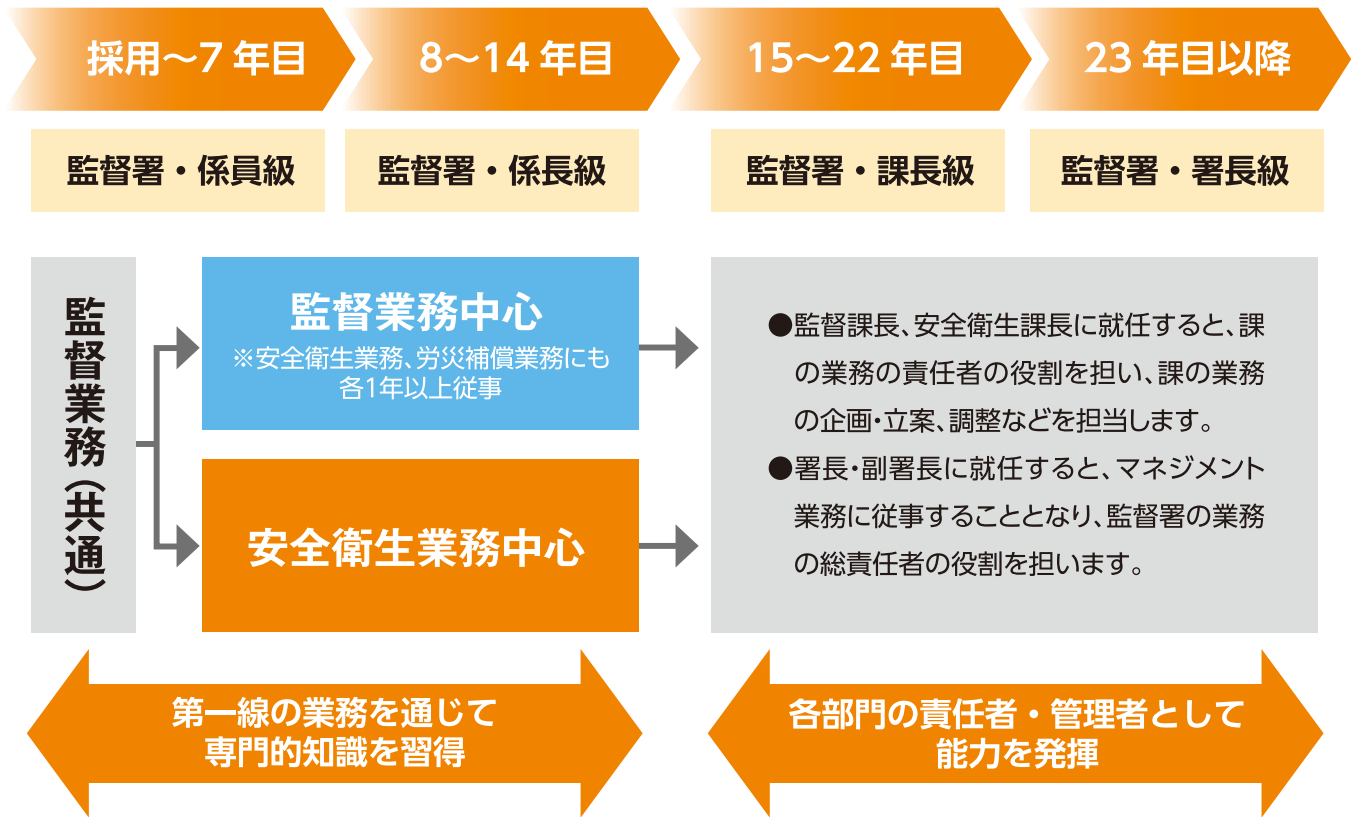 採用～7年目
8～14年目
15～22年目
23年目以降
監督署・係員級
監督署・係長級
監督署・課長級
監督署・署長級
監督業務（共通）
監督業務中心
※安全衛生業務、労災補償業務にも
各1年以上従事
安全衛生業務中心
●監督課長、安全衛生課長に就任すると、課
の業務の責任者の役割を担い、課の業務
の企画・立案、調整などを担当します。
●署長・副署長に就任すると、マネジメント
業務に従事することとなり、監督署の業務
の総責任者の役割を担います。
第一線の業務を通じて
専門的知識を習得
各部門の責任者・管理者として
能力を発揮